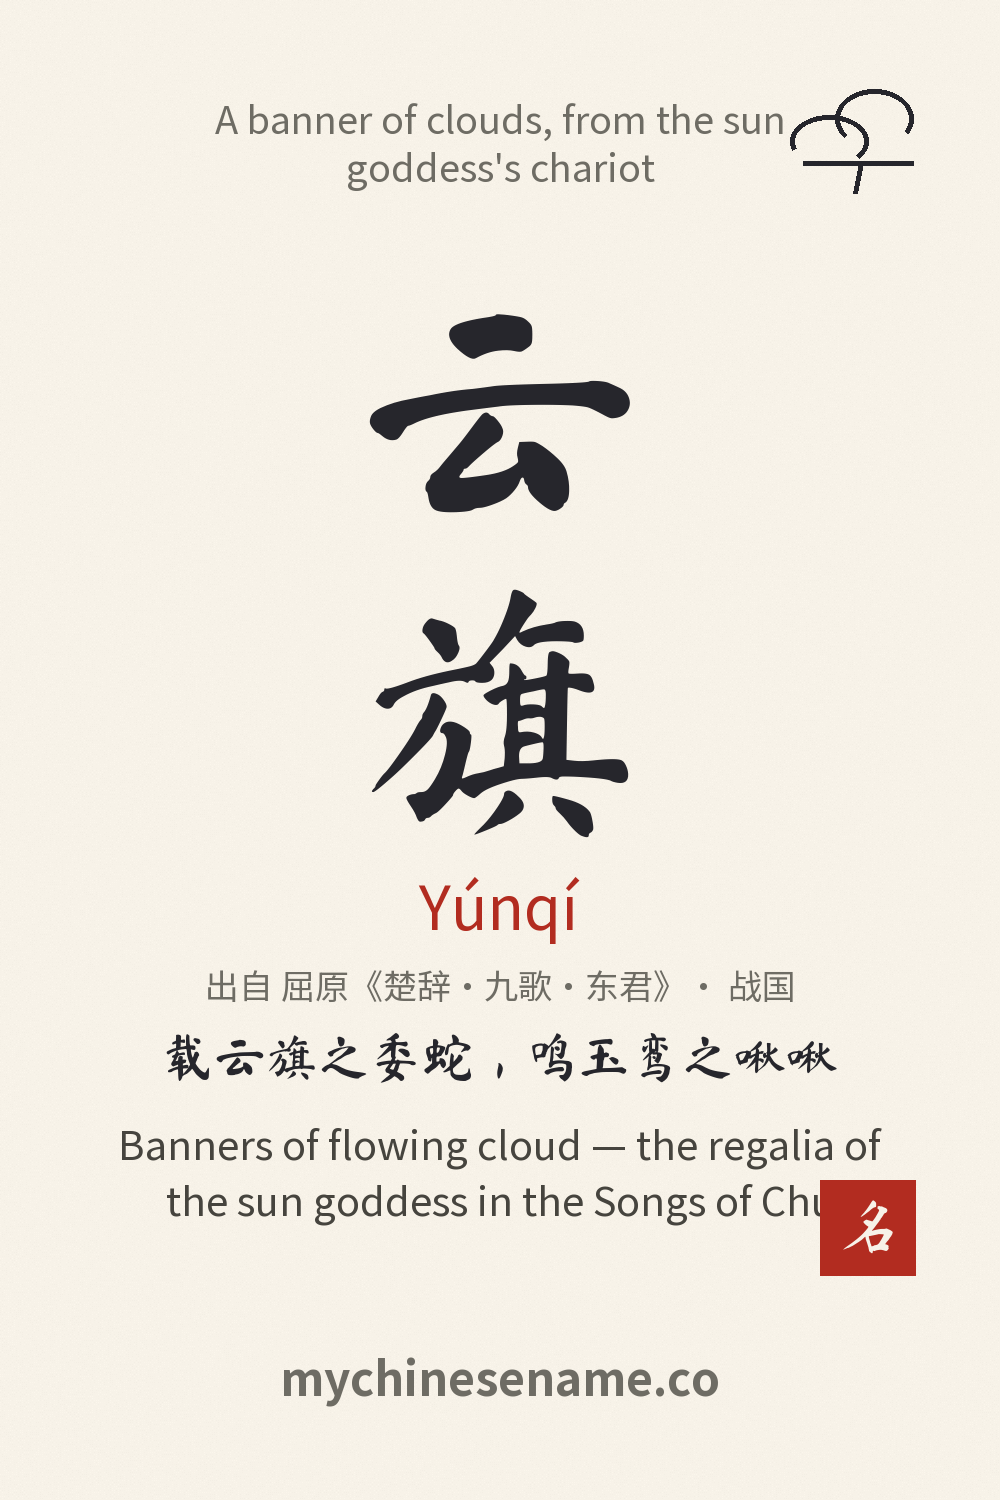 A banner of clouds, from the sun
goddess's chariot
云
旗
Yúnqí
出自 屈原《楚辞·九歌·东君》 · 战国
载云旗之委蛇，鸣玉鸾之啾啾
Banners of flowing cloud — the regalia of
the sun goddess in the Songs of Chu
名
mychinesename.co